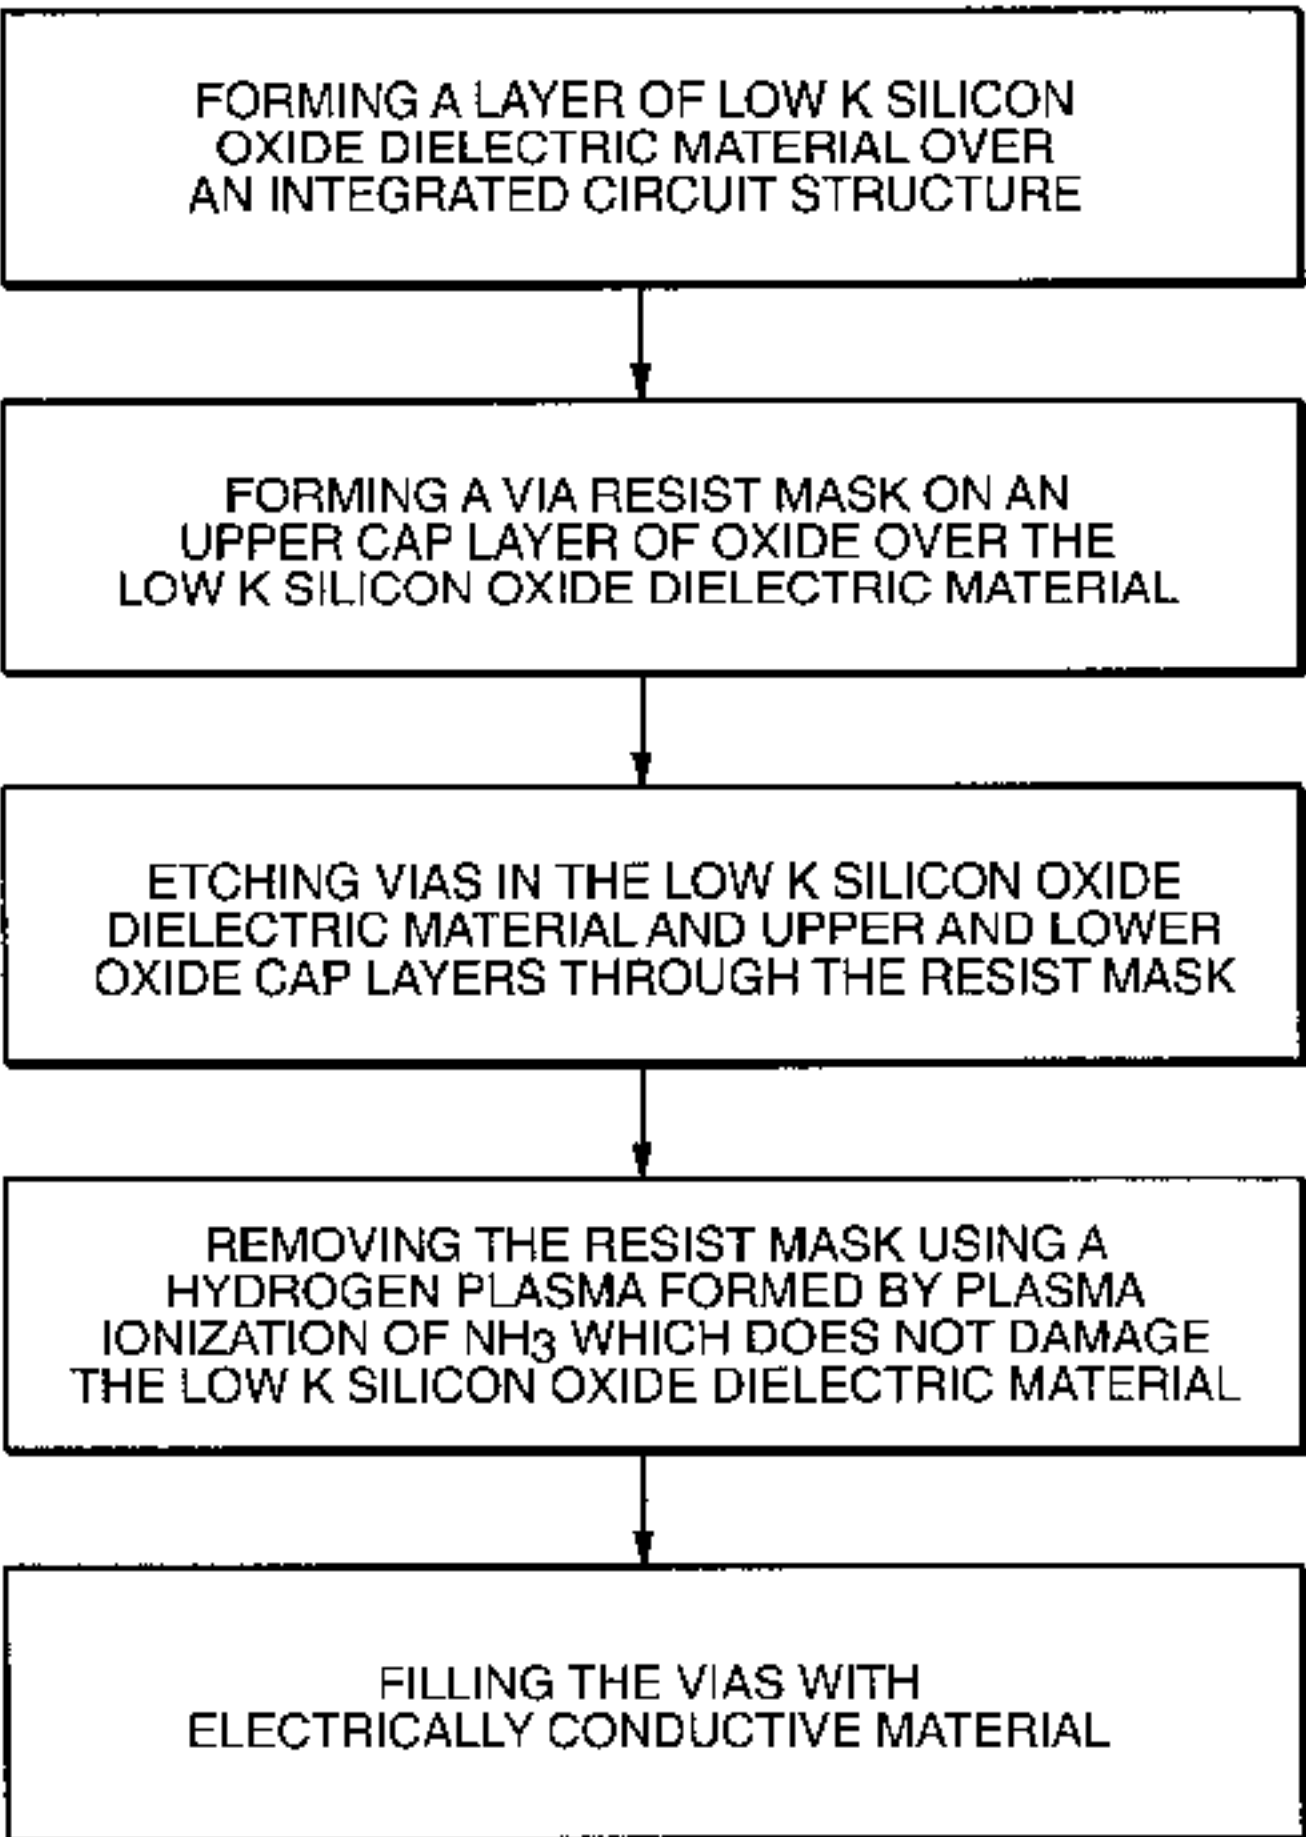 FORMING A LAYER OF LOW K SILICON
OXIDE DIELECTRIC MATERIAL OVER
AN INTEGRATED CIRCUIT STRUCTURE
FORMING A VIA RESIST MASK ON AN
UPPER CAP LAYER OF OXIDE OVER THE
LOW K SILICON OXIDE DIELECTRIC MATERIAL
ETCHING VIAS IN THE LOW K SILICON OXIDE
DIELECTRIC MATERIAL AND UPPER AND LOWER
OXIDE CAP LAYERS THROUGH THE RESIST MASK
REMOVING THE RESIST MASK USING A
HYDROGEN PLASMA FORMED BY PLASMA
IONIZATION OF NH3 WHICH DOES NOT DAMAGE
THE LOW K SILICON OXIDE DIELECTRIC MATERIAL
FILLING THE VIAS WITH
ELECTRICALLY CONDUCTIVE MATERIAL